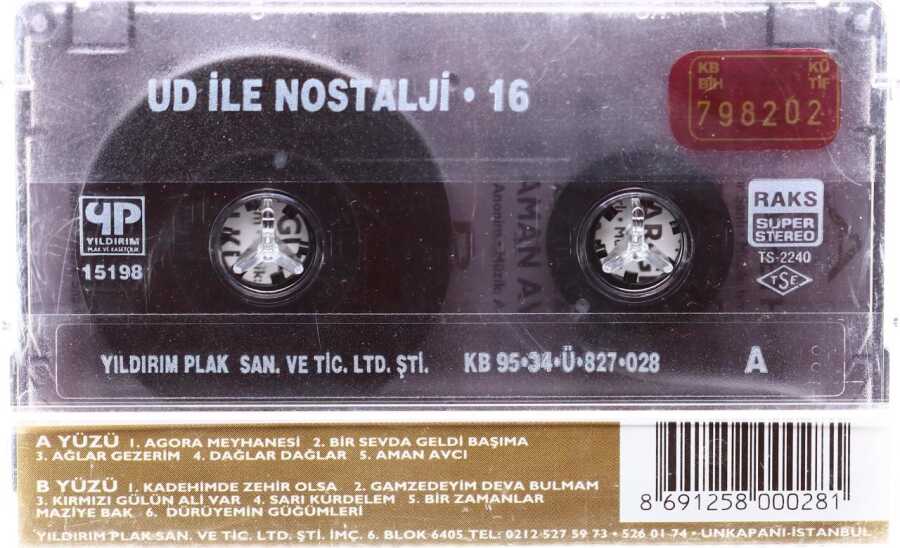 UD İLE NOSTALJİ • 16
KB KÜ
BİH TİF
798202
YILDIRIM
PLAK VE KASETÇİLİK
15198
RAKS
SUPER
STEREO
TS-2240
TSE
AMAN AV
YILDIRIM PLAK SAN. VE TİC. LTD. ŞTİ. KB 95•34•Ü•827•028 A
A YÜZÜ 1. AGORA MEYHANESİ 2. BİR SEVDA GELDİ BAŞIMA
3. AĞLAR GEZERİM 4. DAĞLAR DAĞLAR 5. AMAN AVCI
B YÜZÜ 1. KADEHİMDE ZEHİR OLSA 2. GAMZEDEYİM DEVA BULMAM
3. KIRMIZI GÜLÜN ALİ VAR 4. SARI KURDELEM 5. BİR ZAMANLAR
MAZİYE BAK 6. DÜRÜYEMİN GÜĞÜMLERİ
8 691258 000281
YILDIRIM PLAK SAN. VE TİC. LTD. ŞTİ. İMÇ. 6. BLOK 6405 TEL: 0212 527 59 73 • 526 01 74 • UNKAPANI-İSTANBUL